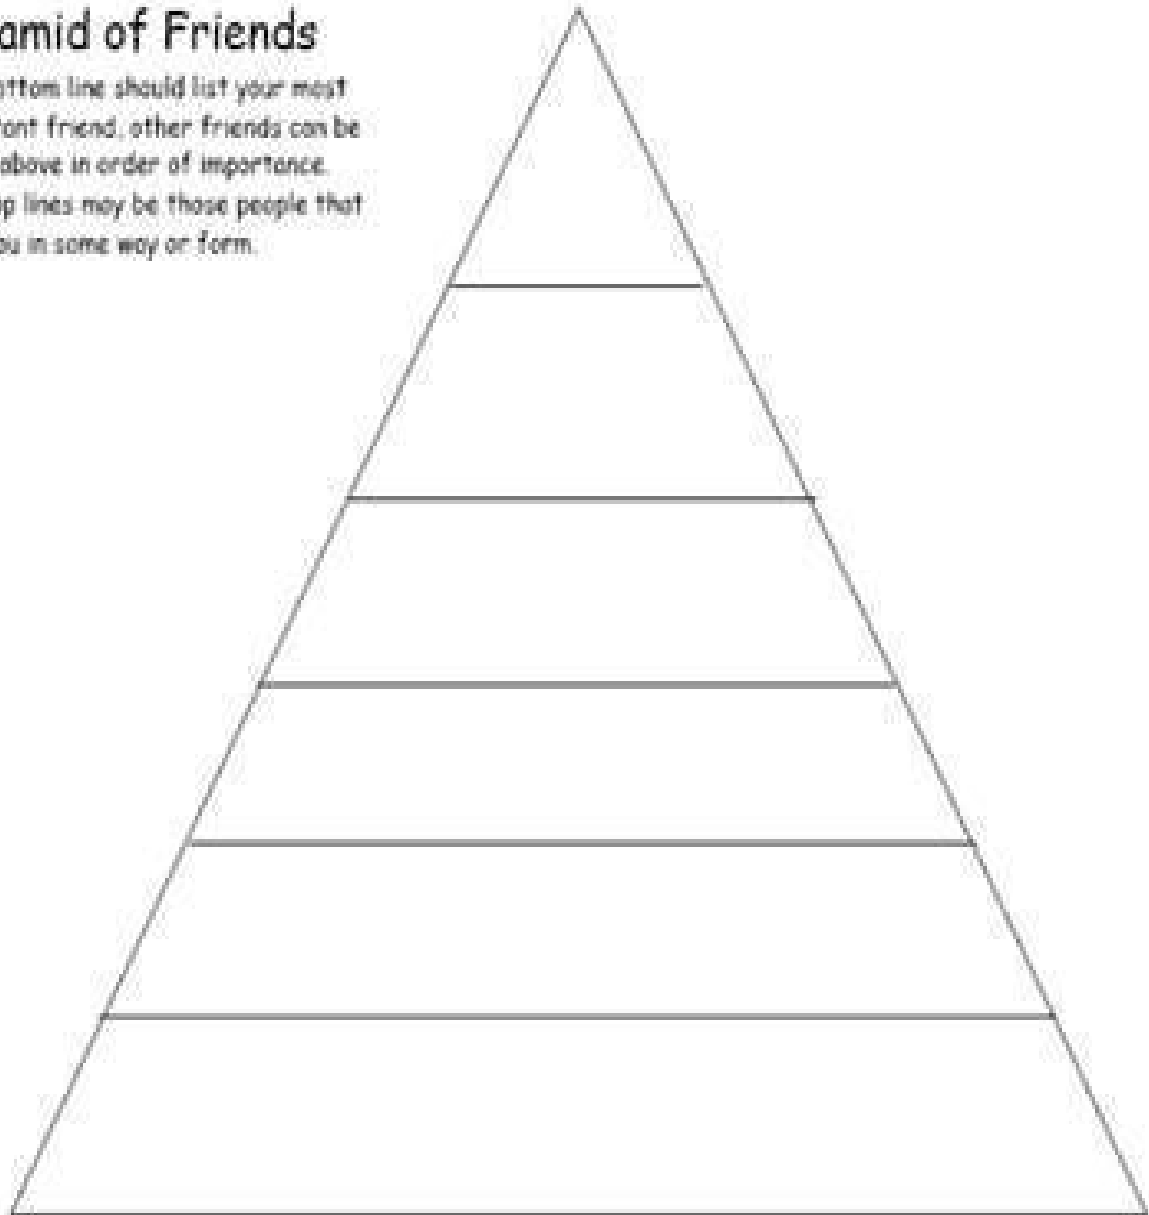 amid of Friends
ottom line should list your most
tant friend, other friends can be
above in order of importance.
op lines may be those people that
ou in some way or form.